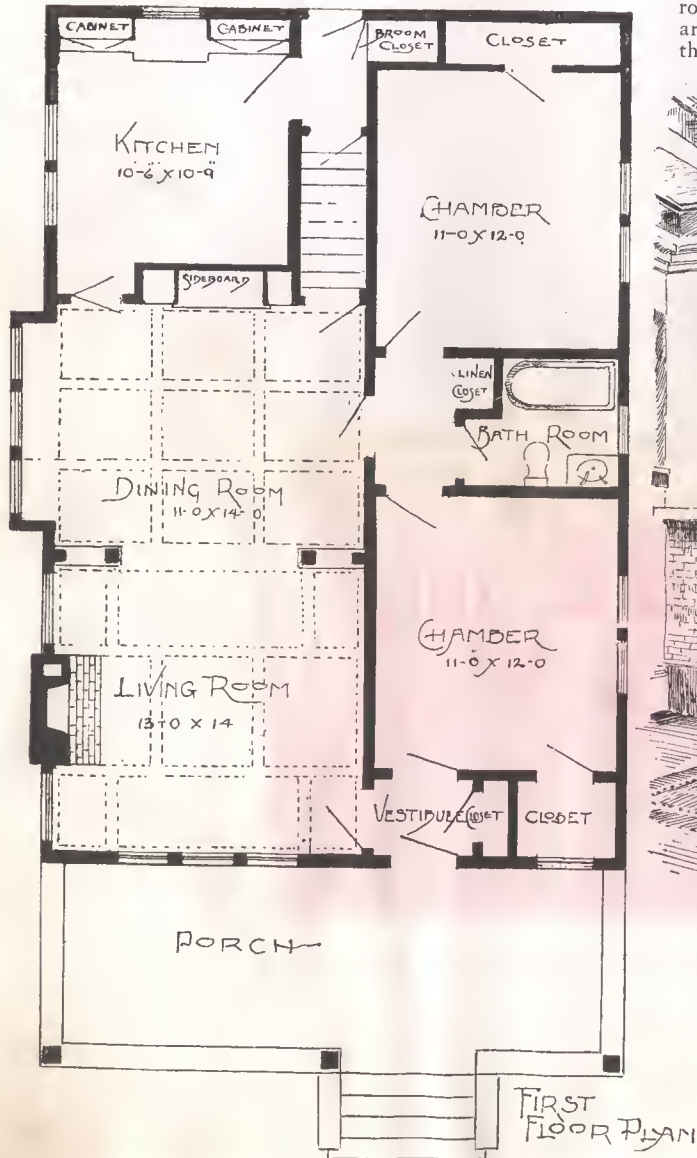 ro
ar
th
CABINET
CABINET
BROOM
CLOSET
CLOSET
KITCHEN
10-6 X 10-9
CHAMBER
11-0 X 12-0
SIDEBOARD
LINEN
CLOSET
BATH ROOM
DINING ROOM
11-0 X 14-0
CHAMBER
11-0 X 12-0
LIVING ROOM
13-0 X 14
VESTIBULE
CLOSET
CLOSET
PORCH
FIRST
FLOOR PLAN